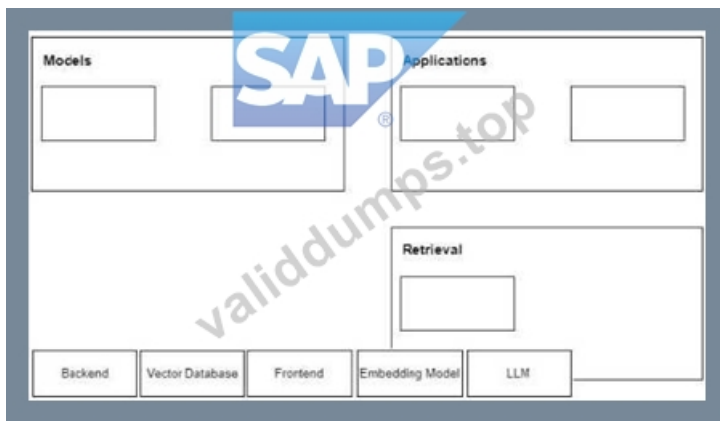 SAP
®
Models
Applications
validdumps.top
Retrieval
Backend
Vector Database
Frontend
Embedding Model
LLM